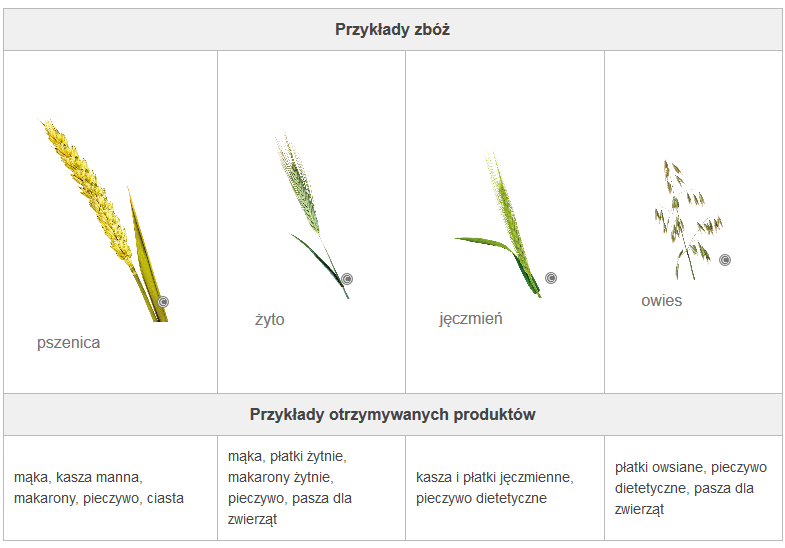 Przykłady zbóż
pszenica
żyto
jęczmień
owies
Przykłady otrzymywanych produktów
mąka, kasza manna,
makarony, pieczywo, ciasta
mąka, płatki żytnie,
makarony żytnie,
pieczywo, pasza dla
zwierząt
kasza i płatki jęczmienne,
pieczywo dietetyczne
płatki owsiane, pieczywo
dietetyczne, pasza dla
zwierząt